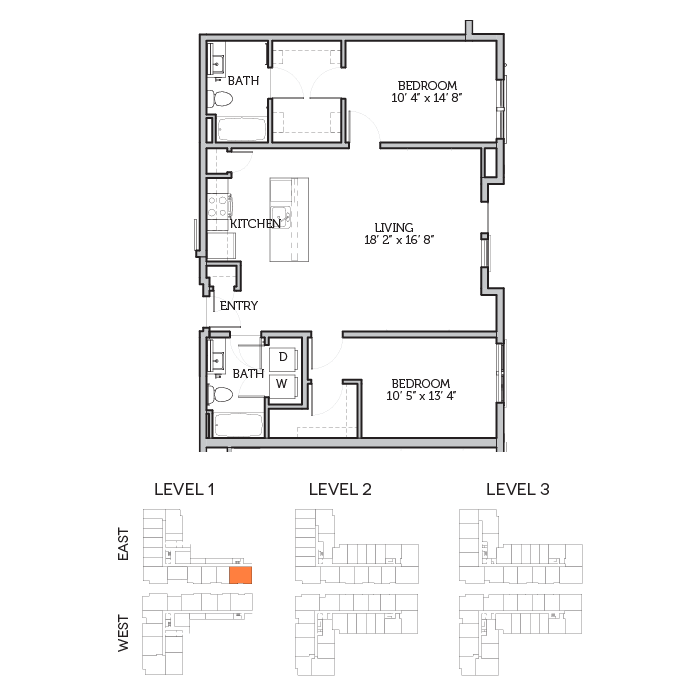 BATH
BEDROOM
10' 4" x 14' 8"
KITCHEN
LIVING
18' 2" x 16' 8"
ENTRY
D
BATH
W
BEDROOM
10' 5" x 13' 4"
LEVEL 1
LEVEL 2
LEVEL 3
EAST
WEST